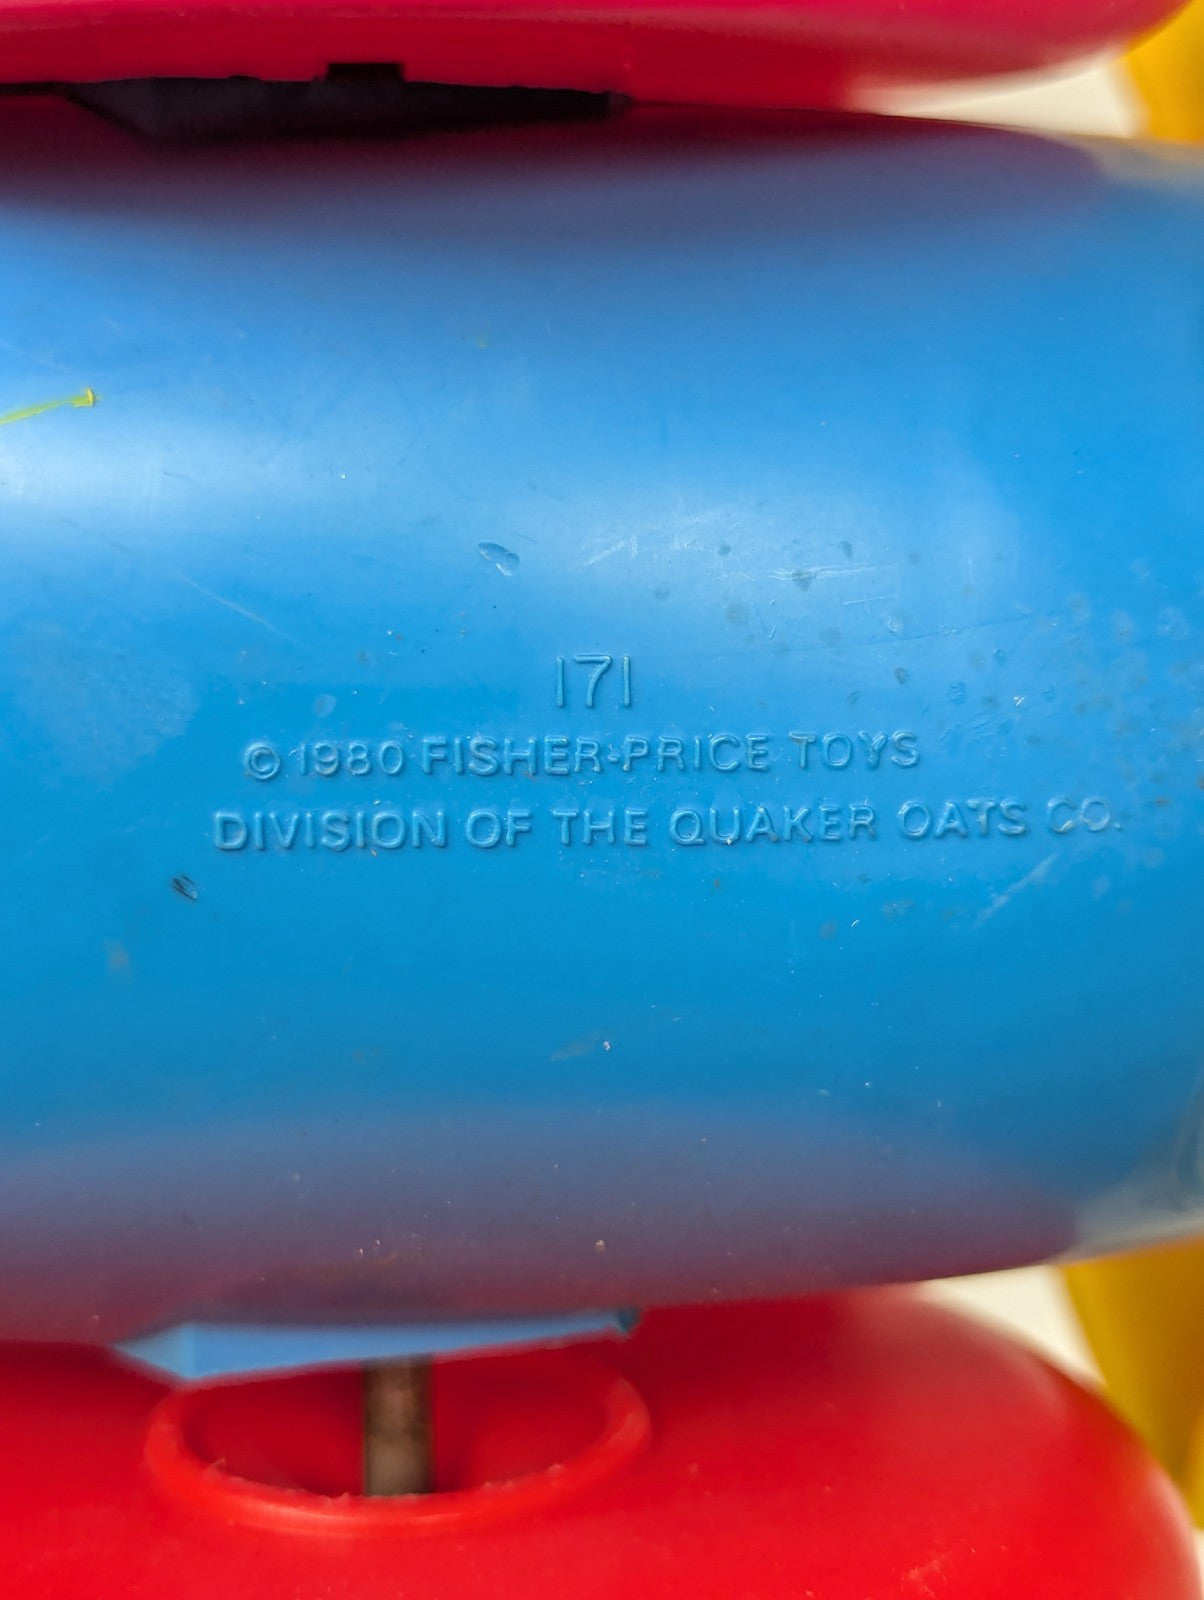 171
© 1980 FISHER-PRICE TOYS
DIVISION OF THE QUAKER OATS CO.